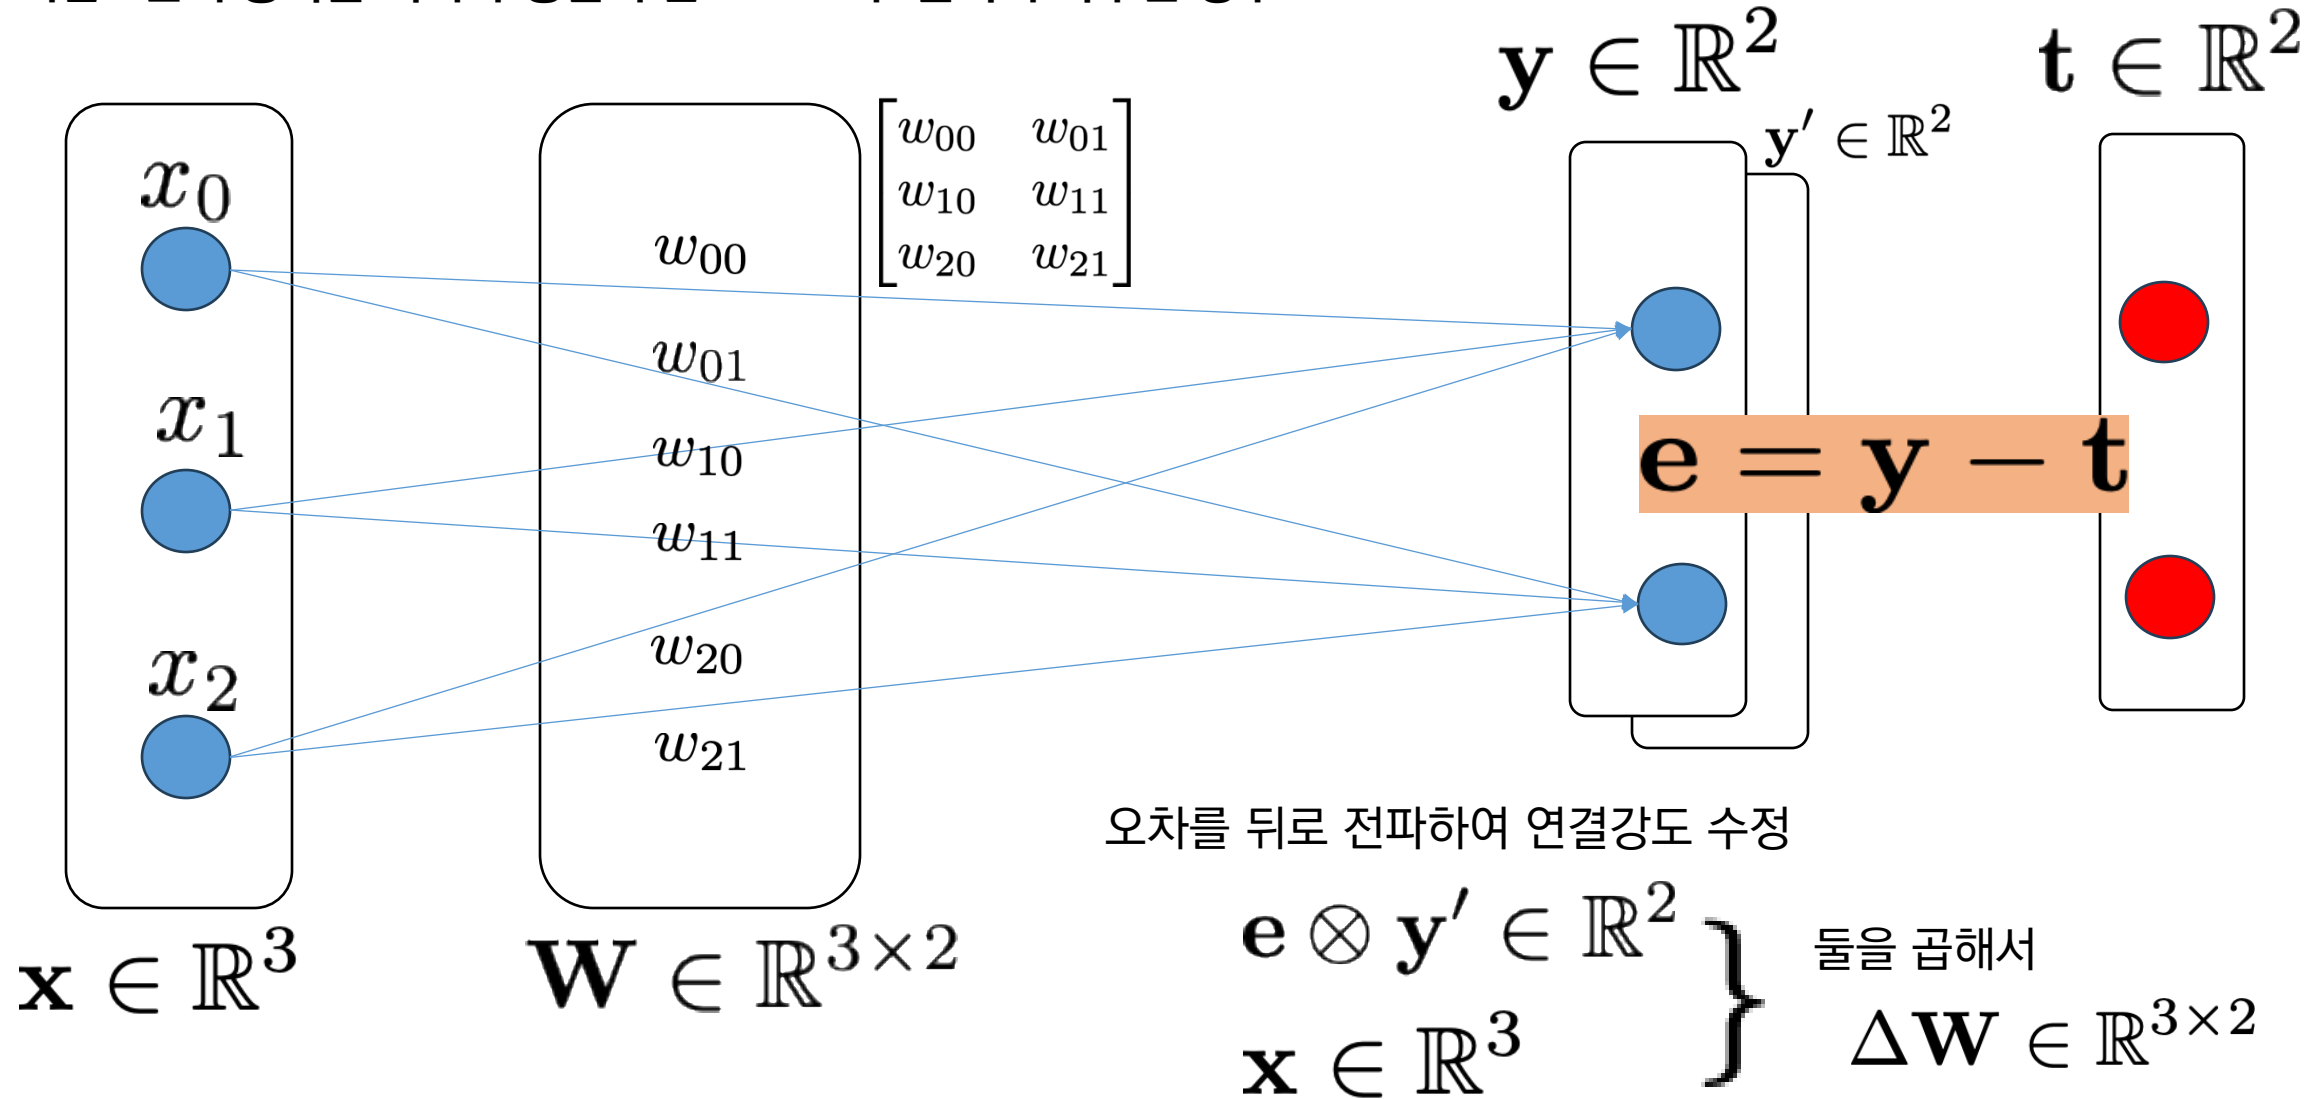 y ∈ ℝ²
t ∈ ℝ²
y′ ∈ ℝ²
w₀₀ w₀₁
w₁₀ w₁₁
w₂₀ w₂₁
x₀
x₁
x₂
w₀₀
w₀₁
w₁₀
w₁₁
w₂₀
w₂₁
e = y − t
오차를 뒤로 전파하여 연결강도 수정
x ∈ ℝ³
W ∈ ℝ³ˣ²
e ⊗ y′ ∈ ℝ²
x ∈ ℝ³
둘을 곱해서
ΔW ∈ ℝ³ˣ²